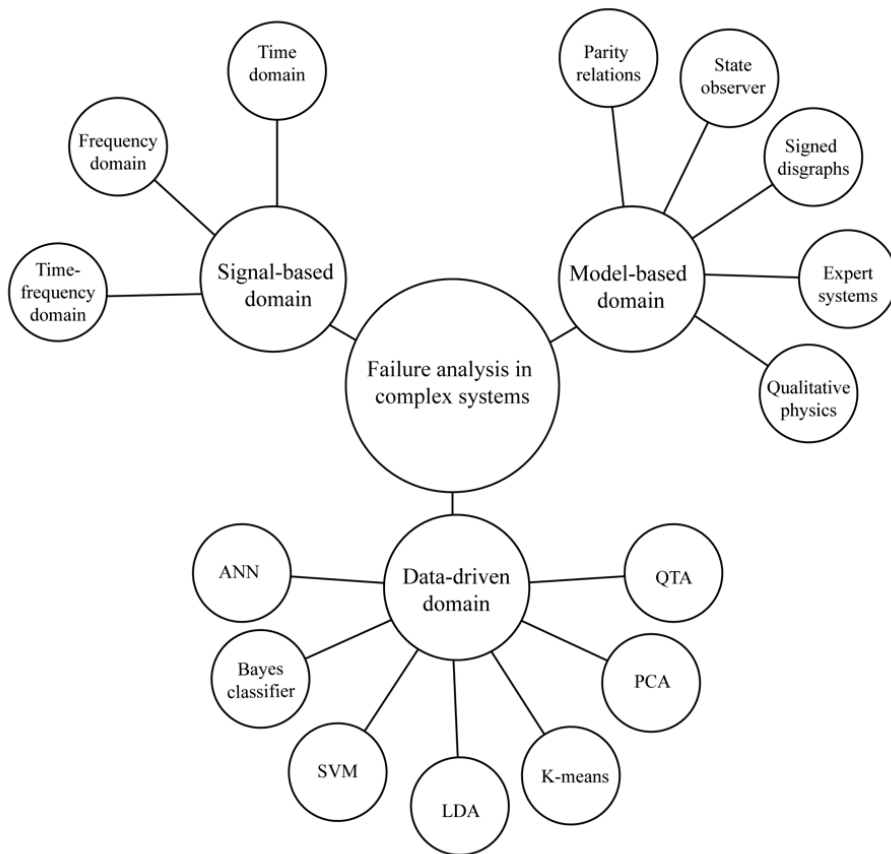 Time
domain
Frequency
domain
Time-
frequency
domain
Signal-based
domain
Parity
relations
State
observer
Signed
disgraphs
Expert
systems
Qualitative
physics
Model-based
domain
Failure analysis in
complex systems
Data-driven
domain
ANN
Bayes
classifier
SVM
LDA
K-means
PCA
QTA